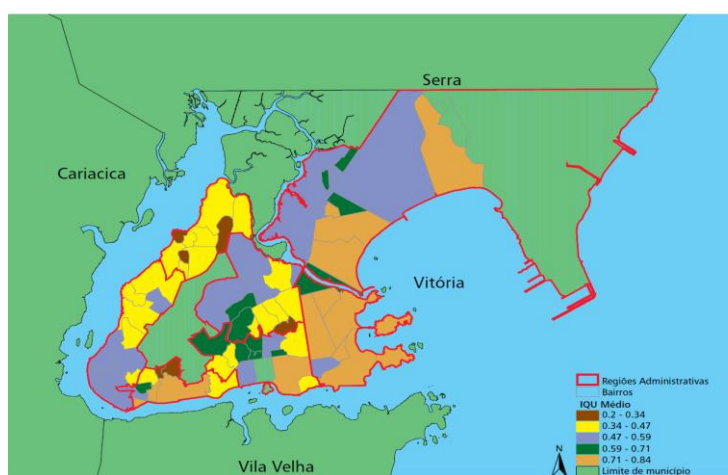 Serra
Cariacica
Vitória
Vila Velha
N
Regiões Administrativas
Bairros
IQU Médio
0.2 - 0.34
0.34 - 0.47
0.47 - 0.59
0.59 - 0.71
0.71 - 0.84
Limite de município